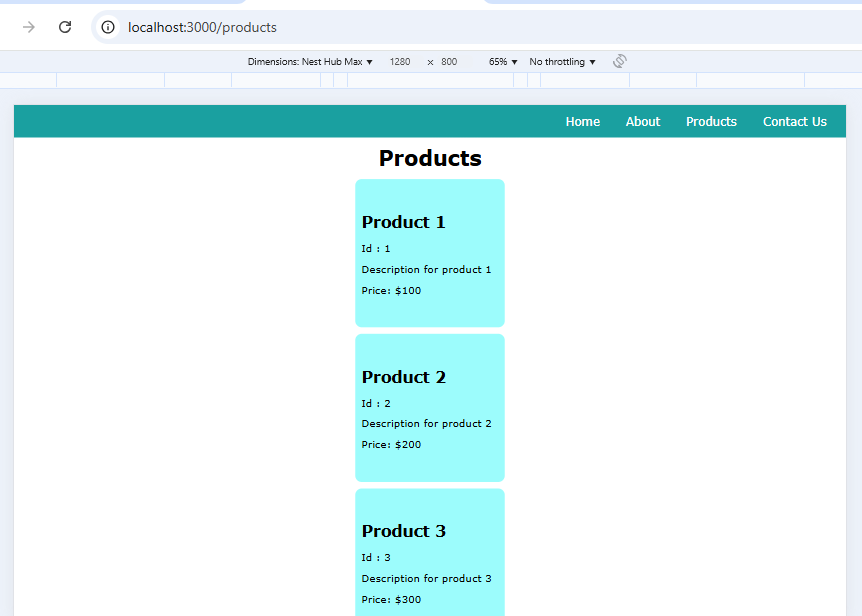 localhost:3000/products
Dimensions: Nest Hub Max ▼ 1280 × 800 65% ▼ No throttling ▼
Home About Products Contact Us
Products
Product 1
Id : 1
Description for product 1
Price: $100
Product 2
Id : 2
Description for product 2
Price: $200
Product 3
Id : 3
Description for product 3
Price: $300